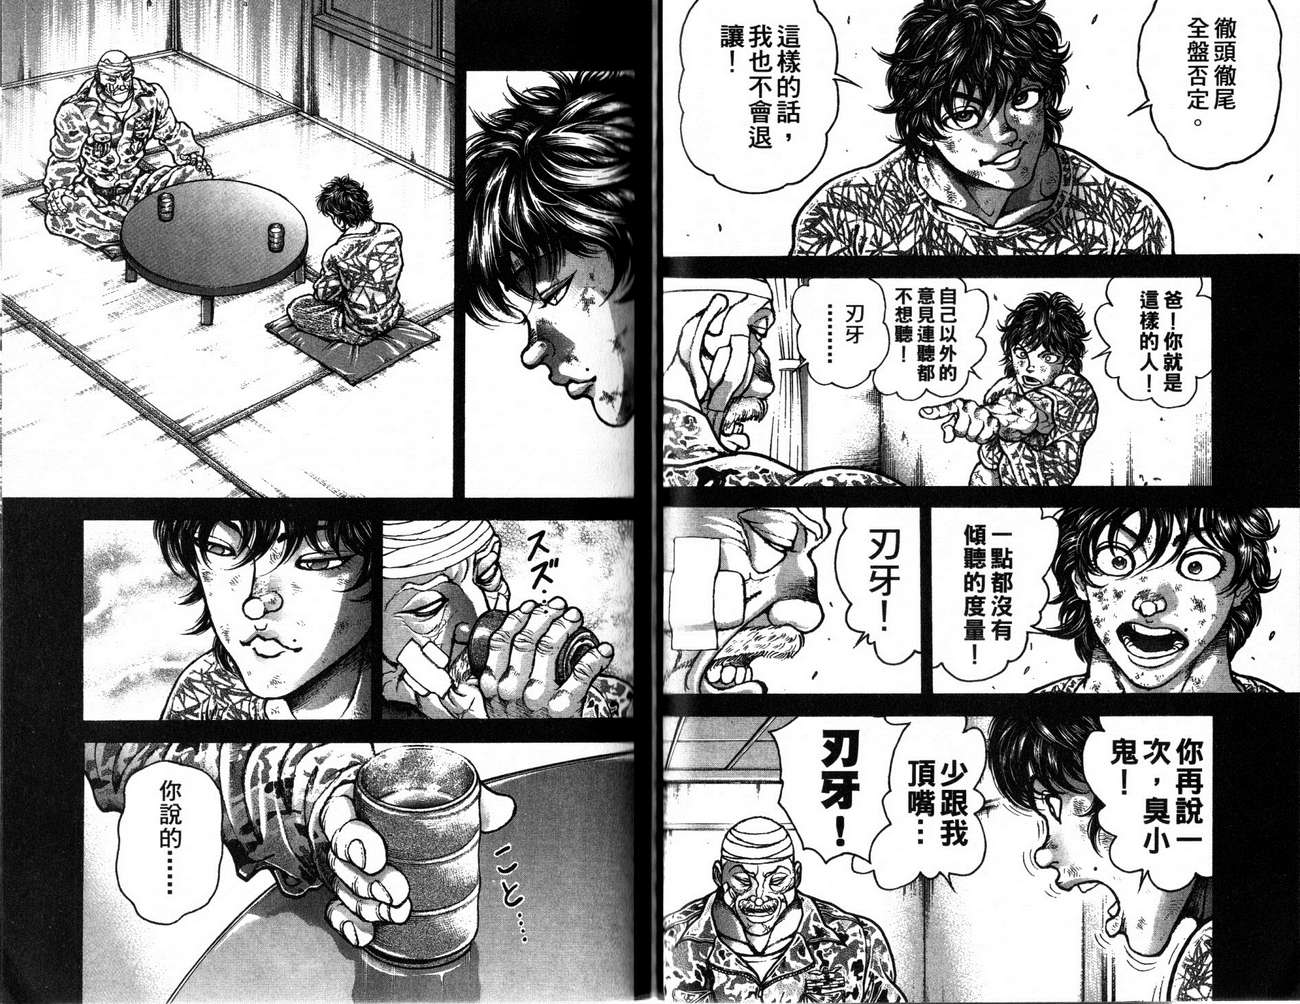 徹頭徹尾
全盤否定。
這樣的話，
我也不會退
讓！
爸！你就是
這樣的人！
自己以外的
意見連聽都
不想聽！
刃牙
………
一點都沒有
傾聽的度量！
刃牙！
你再說一
次，臭小
鬼！
少跟我
頂嘴…
刃牙！
スズ…
你說的……
こと……